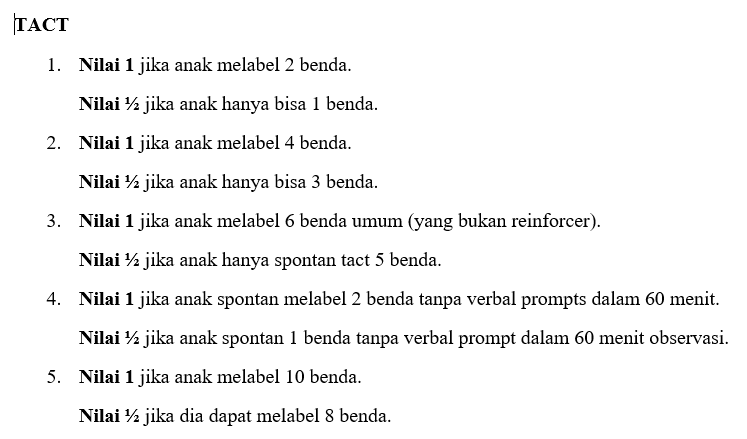 TACT
1. Nilai 1 jika anak melabel 2 benda.
Nilai ½ jika anak hanya bisa 1 benda.
2. Nilai 1 jika anak melabel 4 benda.
Nilai ½ jika anak hanya bisa 3 benda.
3. Nilai 1 jika anak melabel 6 benda umum (yang bukan reinforcer).
Nilai ½ jika anak hanya spontan tact 5 benda.
4. Nilai 1 jika anak spontan melabel 2 benda tanpa verbal prompts dalam 60 menit.
Nilai ½ jika anak spontan 1 benda tanpa verbal prompt dalam 60 menit observasi.
5. Nilai 1 jika anak melabel 10 benda.
Nilai ½ jika dia dapat melabel 8 benda.